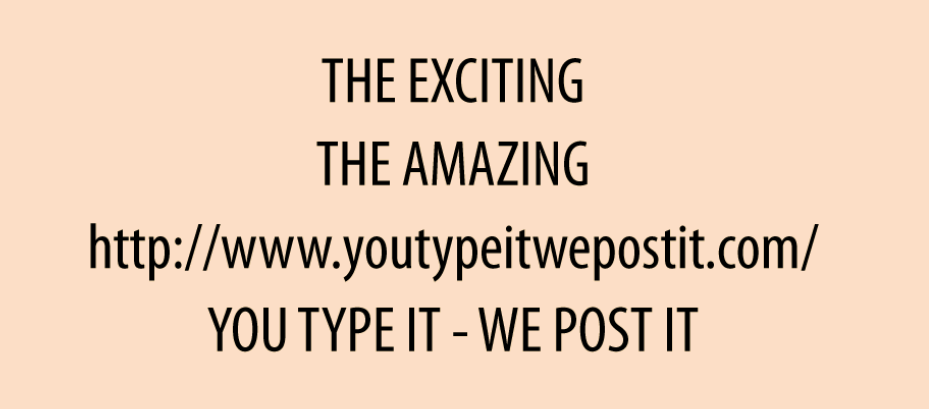 THE EXCITING
THE AMAZING
http://www.youtypeitwepostit.com/
YOU TYPE IT - WE POST IT